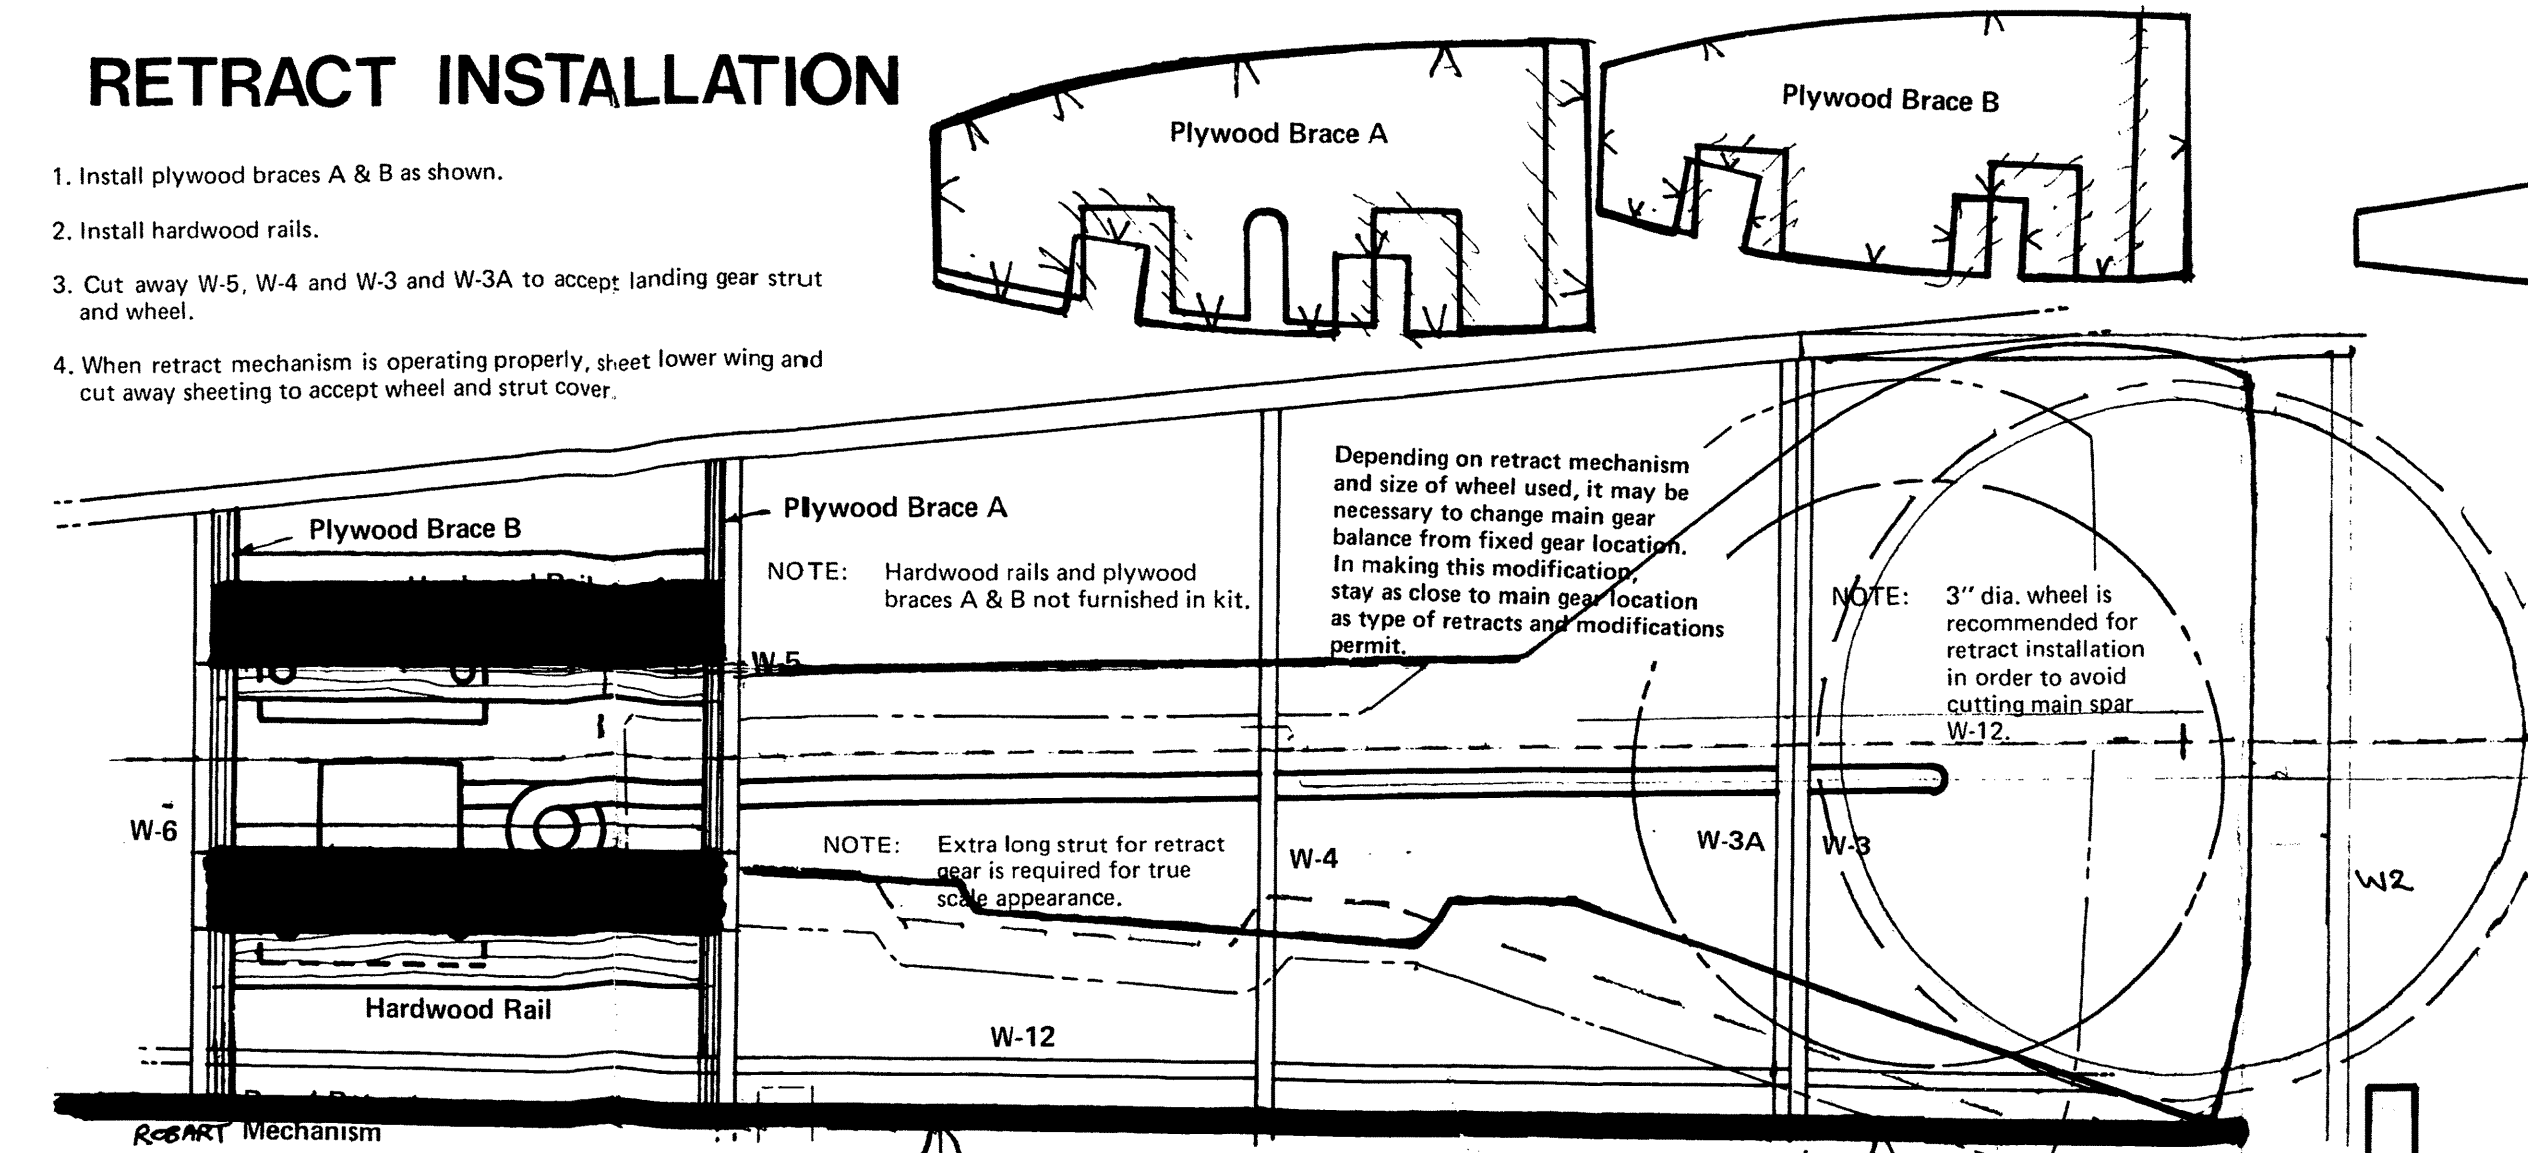 RETRACT INSTALLATION
1. Install plywood braces A & B as shown.
2. Install hardwood rails.
3. Cut away W-5, W-4 and W-3 and W-3A to accept landing gear strut
and wheel.
4. When retract mechanism is operating properly, sheet lower wing and
cut away sheeting to accept wheel and strut cover.
Plywood Brace A
Plywood Brace B
Plywood Brace B
Plywood Brace A
NOTE: Hardwood rails and plywood
braces A & B not furnished in kit.
Depending on retract mechanism
and size of wheel used, it may be
necessary to change main gear
balance from fixed gear location.
In making this modification,
stay as close to main gear location
as type of retracts and modifications
permit.
NOTE: 3" dia. wheel is
recommended for
retract installation
in order to avoid
cutting main spar
W-12.
W-5
W-6
NOTE: Extra long strut for retract
gear is required for true
scale appearance.
W-4
W-3A
W-3
W2
Hardwood Rail
W-12
ROBART Mechanism